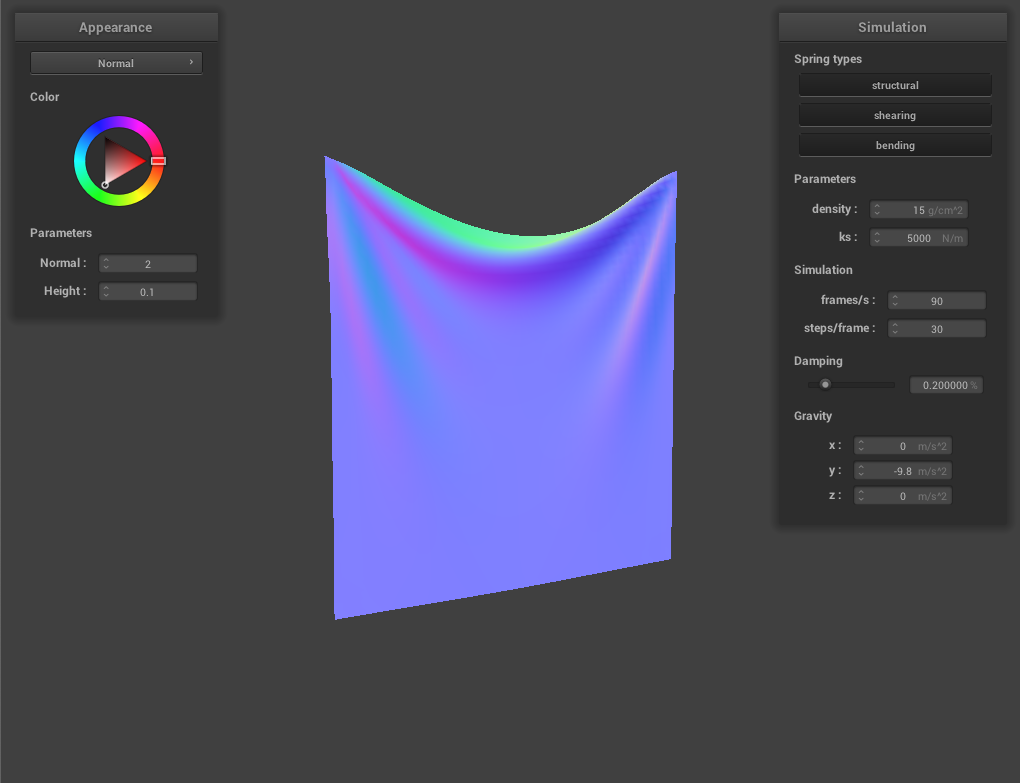 Appearance
Normal ›
Color
Parameters
Normal : 2
Height : 0.1
Simulation
Spring types
structural
shearing
bending
Parameters
density : 15 g/cm^2
ks : 5000 N/m
Simulation
frames/s : 90
steps/frame : 30
Damping
0.200000 %
Gravity
x : 0 m/s^2
y : -9.8 m/s^2
z : 0 m/s^2